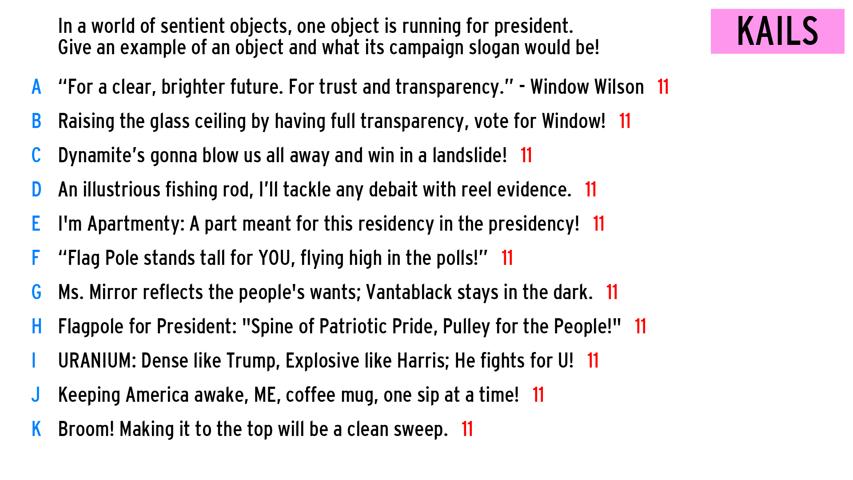 In a world of sentient objects, one object is running for president.
Give an example of an object and what its campaign slogan would be!
KAILS
A “For a clear, brighter future. For trust and transparency.” - Window Wilson 11
B Raising the glass ceiling by having full transparency, vote for Window! 11
C Dynamite’s gonna blow us all away and win in a landslide! 11
D An illustrious fishing rod, I’ll tackle any debait with reel evidence. 11
E I'm Apartmenty: A part meant for this residency in the presidency! 11
F “Flag Pole stands tall for YOU, flying high in the polls!” 11
G Ms. Mirror reflects the people's wants; Vantablack stays in the dark. 11
H Flagpole for President: "Spine of Patriotic Pride, Pulley for the People!" 11
I URANIUM: Dense like Trump, Explosive like Harris; He fights for U! 11
J Keeping America awake, ME, coffee mug, one sip at a time! 11
K Broom! Making it to the top will be a clean sweep. 11